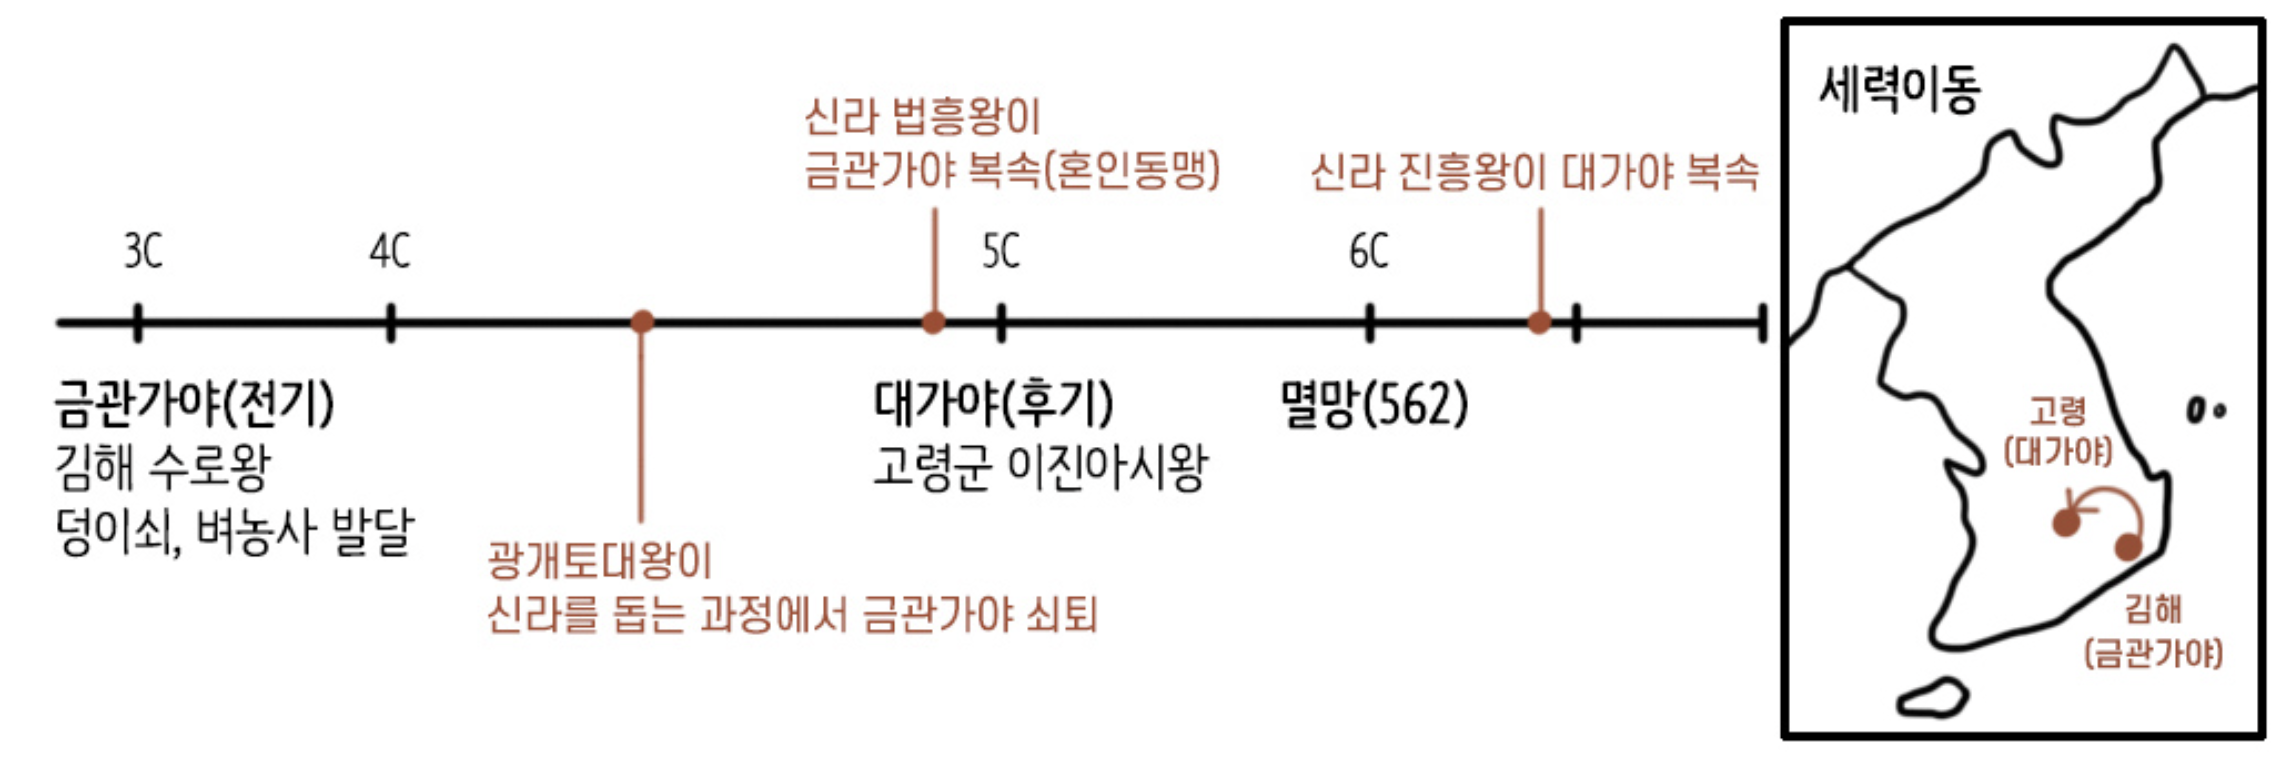 신라 법흥왕이
금관가야 복속(혼인동맹)
신라 진흥왕이 대가야 복속
3C
4C
5C
6C
금관가야(전기)
김해 수로왕
덩이쇠, 벼농사 발달
대가야(후기)
고령군 이진아시왕
멸망(562)
광개토대왕이
신라를 돕는 과정에서 금관가야 쇠퇴
세력이동
고령
(대가야)
김해
(금관가야)